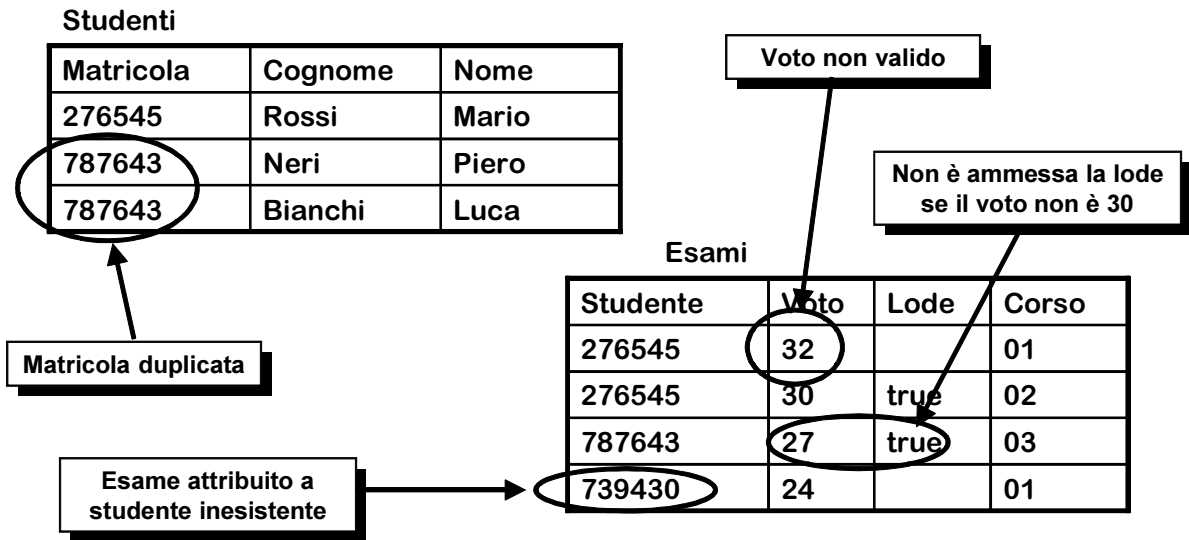 Studenti
Matricola Cognome Nome
276545 Rossi Mario
787643 Neri Piero
787643 Bianchi Luca
Voto non valido
Non è ammessa la lode
se il voto non è 30
Matricola duplicata
Esami
Studente Voto Lode Corso
276545 32 01
276545 30 true 02
787643 27 true 03
739430 24 01
Esame attribuito a
studente inesistente